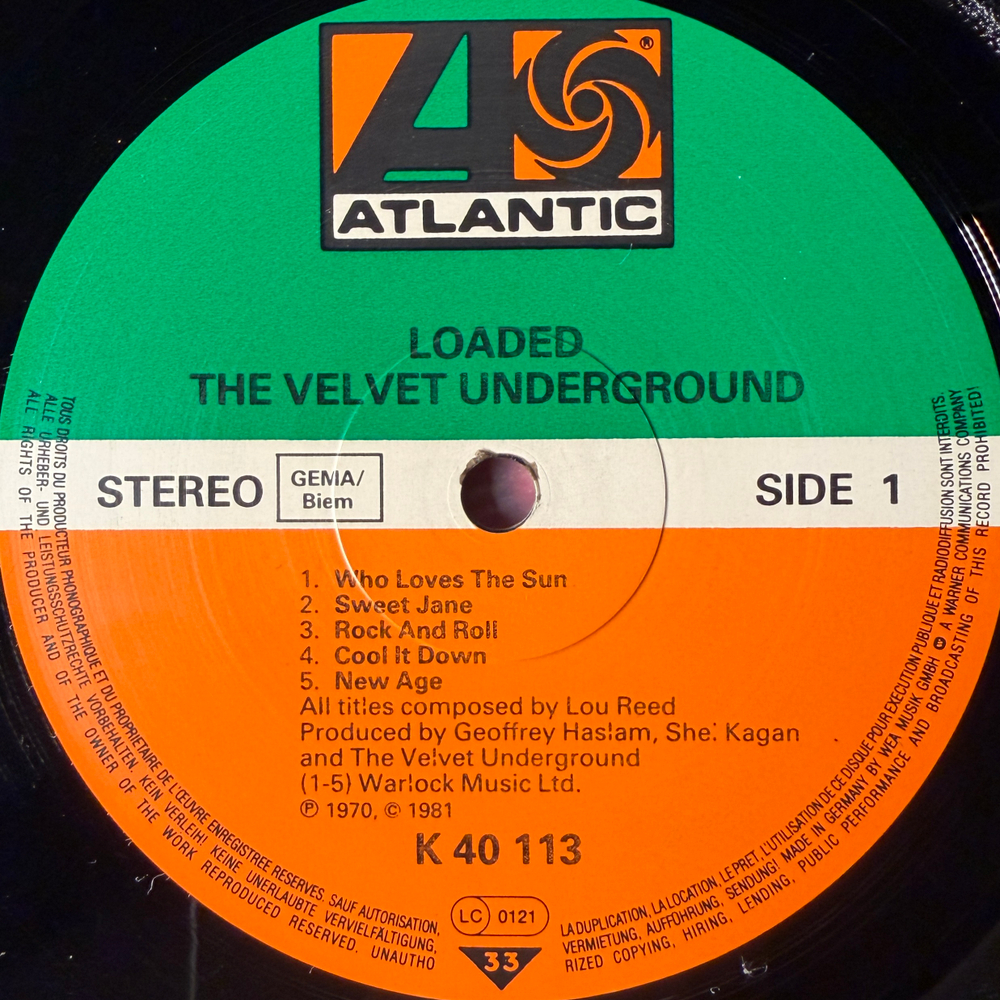 ®
ATLANTIC
LOADED
THE VELVET UNDERGROUND
STEREO
GEMA/
Biem
SIDE 1
1. Who Loves The Sun
2. Sweet Jane
3. Rock And Roll
4. Cool It Down
5. New Age
All titles composed by Lou Reed
Produced by Geoffrey Haslam, Shel Kagan
and The Velvet Underground
(1-5) Warlock Music Ltd.
℗ 1970, © 1981
K 40 113
LC 0121
33
TOUS DROITS DU PRODUCTEUR PHONOGRAPHIQUE ET DU PROPRIETAIRE DE L'ŒUVRE ENREGISTREE RESERVES. SAUF AUTORISATION, LA DUPLICATION, LA LOCATION, LE PRET, L'UTILISATION DE CE DISQUE POUR EXECUTION PUBLIQUE ET RADIODIFFUSION SONT INTERDITS.
ALLE URHEBER- UND LEISTUNGSSCHUTZRECHTE VORBEHALTEN. KEIN VERLEIH! KEINE UNERLAUBTE VERVIELFÄLTIGUNG, VERMIETUNG, AUFFÜHRUNG, SENDUNG! MADE IN GERMANY BY WEA MUSIK GMBH A WARNER COMMUNICATIONS COMPANY
ALL RIGHTS OF THE PRODUCER AND OF THE OWNER OF THE WORK REPRODUCED RESERVED. UNAUTHORIZED COPYING, HIRING, LENDING, PUBLIC PERFORMANCE AND BROADCASTING OF THIS RECORD PROHIBITED!